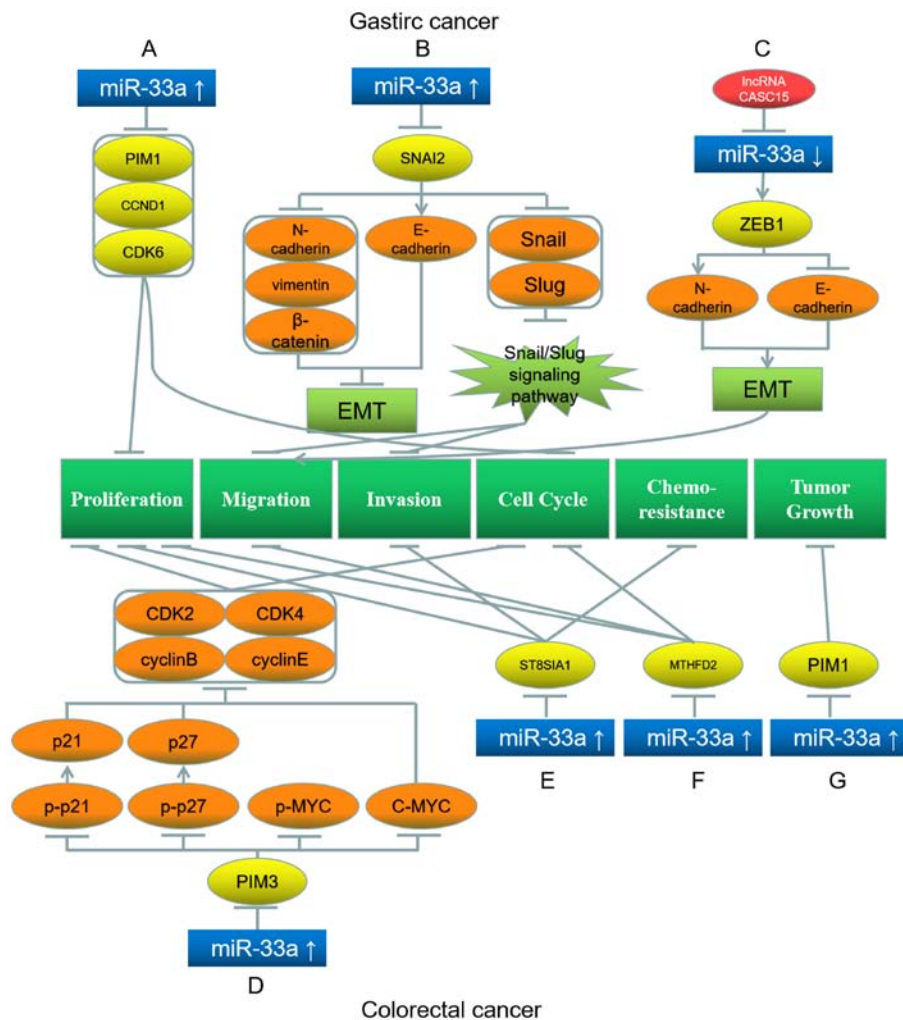 Gastirc cancer
A
B
C
miR-33a ↑
miR-33a ↑
lncRNA
CASC15
miR-33a ↓
PIM1
CCND1
CDK6
SNAI2
ZEB1
N-
cadherin
vimentin
β-
catenin
E-
cadherin
Snail
Slug
N-
cadherin
E-
cadherin
Snail/Slug
signaling
pathway
EMT
EMT
Proliferation
Migration
Invasion
Cell Cycle
Chemo-
resistance
Tumor
Growth
CDK2
CDK4
cyclinB
cyclinE
ST8SIA1
MTHFD2
PIM1
p21
p27
miR-33a ↑
miR-33a ↑
miR-33a ↑
E
F
G
p-p21
p-p27
p-MYC
C-MYC
PIM3
miR-33a ↑
D
Colorectal cancer